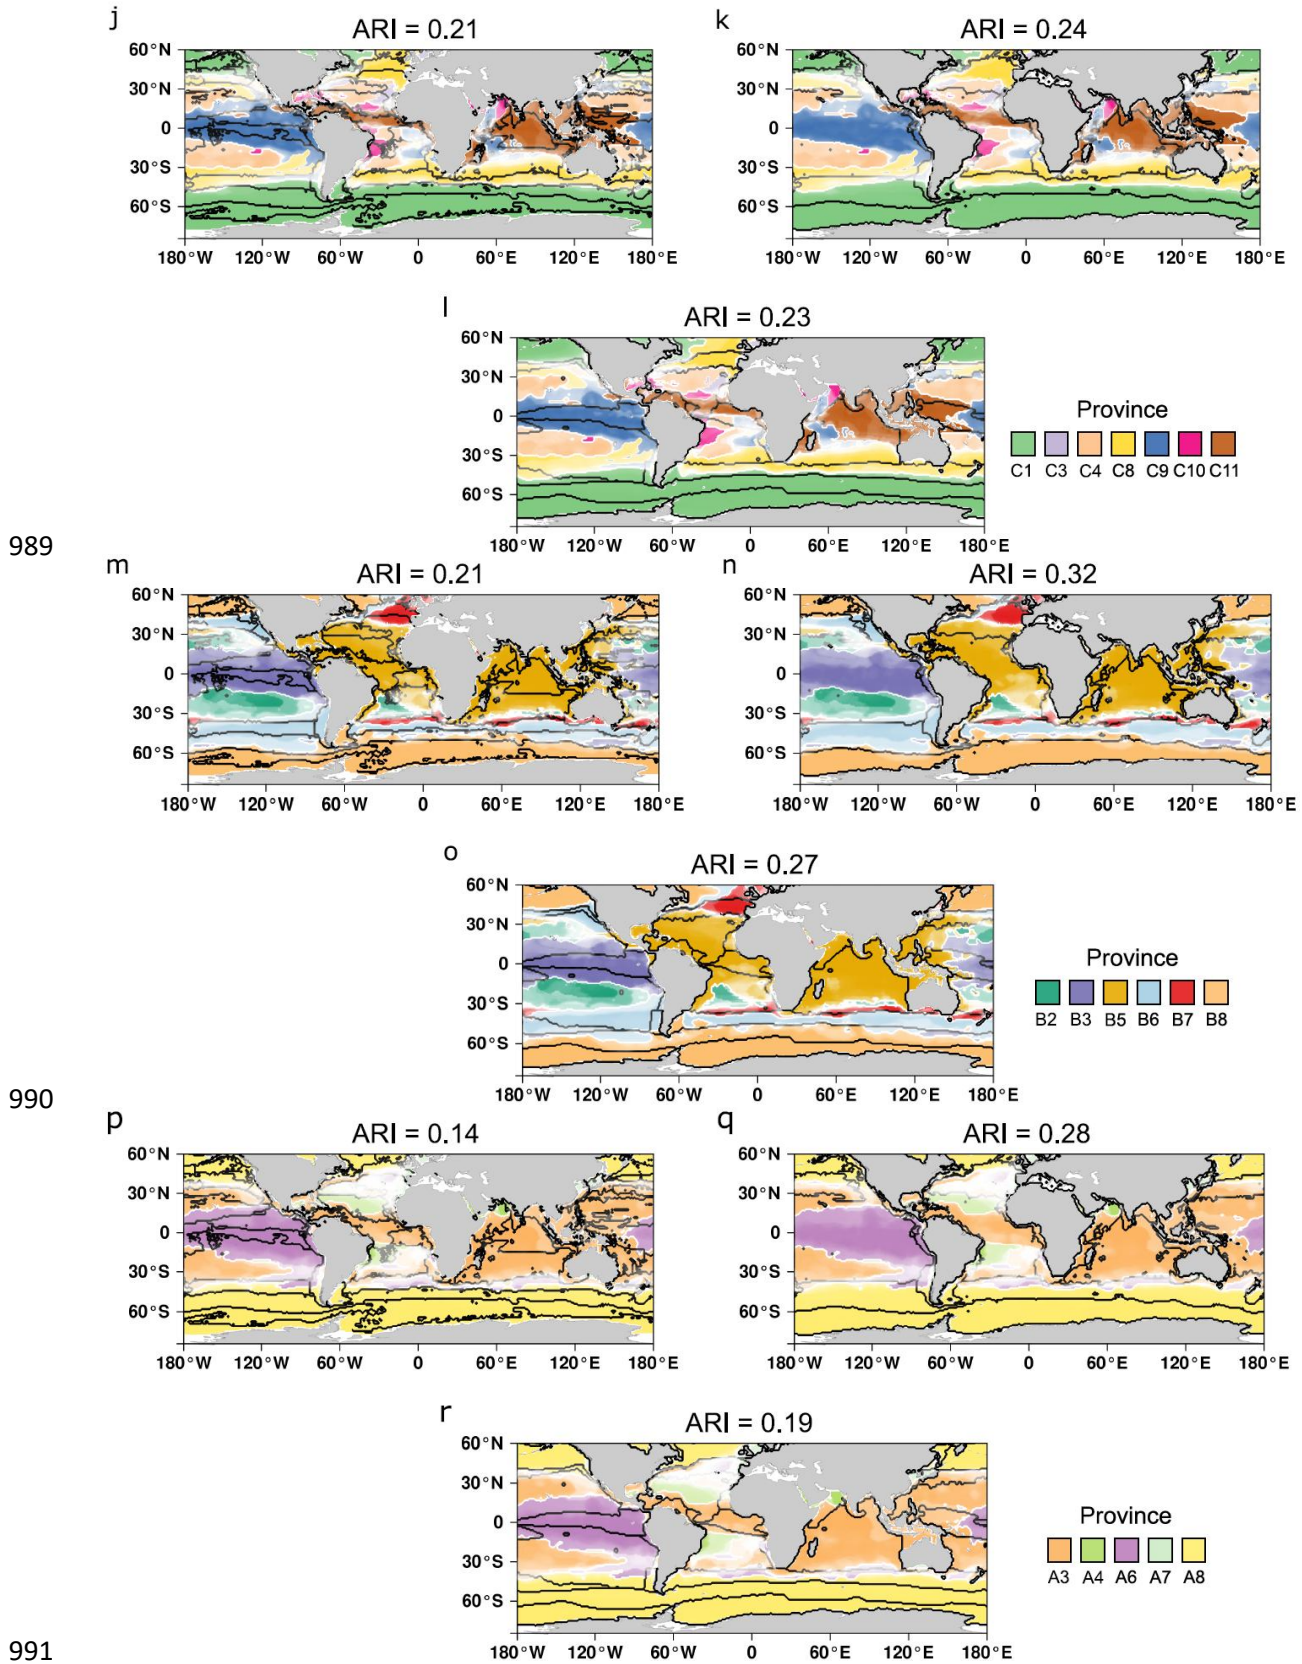 j
ARI = 0.21
60°N
30°N
0
30°S
60°S
180°W 120°W 60°W 0 60°E 120°E 180°E
k
ARI = 0.24
60°N
30°N
0
30°S
60°S
180°W 120°W 60°W 0 60°E 120°E 180°E
l
ARI = 0.23
60°N
30°N
0
30°S
60°S
180°W 120°W 60°W 0 60°E 120°E 180°E
Province
C1 C3 C4 C8 C9 C10 C11
989
m
ARI = 0.21
60°N
30°N
0
30°S
60°S
180°W 120°W 60°W 0 60°E 120°E 180°E
n
ARI = 0.32
60°N
30°N
0
30°S
60°S
180°W 120°W 60°W 0 60°E 120°E 180°E
o
ARI = 0.27
60°N
30°N
0
30°S
60°S
180°W 120°W 60°W 0 60°E 120°E 180°E
Province
B2 B3 B5 B6 B7 B8
990
p
ARI = 0.14
60°N
30°N
0
30°S
60°S
180°W 120°W 60°W 0 60°E 120°E 180°E
q
ARI = 0.28
60°N
30°N
0
30°S
60°S
180°W 120°W 60°W 0 60°E 120°E 180°E
r
ARI = 0.19
60°N
30°N
0
30°S
60°S
180°W 120°W 60°W 0 60°E 120°E 180°E
Province
A3 A4 A6 A7 A8
991